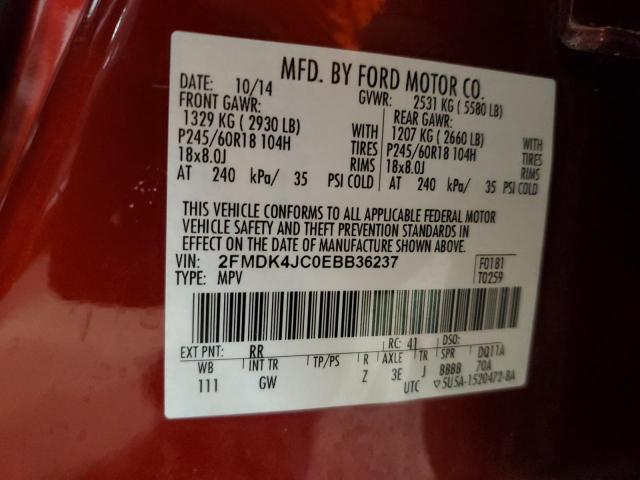 MFD. BY FORD MOTOR CO.
DATE: 10/14 GVWR: 2531 KG ( 5580 LB)
FRONT GAWR: REAR GAWR:
1329 KG ( 2930 LB) WITH 1207 KG ( 2660 LB) WITH
P245/60R18 104H TIRES P245/60R18 104H TIRES
18x8.0J RIMS 18x8.0J RIMS
AT 240 kPa/ 35 PSI COLD AT 240 kPa/ 35 PSI COLD
THIS VEHICLE CONFORMS TO ALL APPLICABLE FEDERAL MOTOR
VEHICLE SAFETY AND THEFT PREVENTION STANDARDS IN
EFFECT ON THE DATE OF MANUFACTURE SHOWN ABOVE.
VIN: 2FMDK4JC0EBB36237 F0181
TYPE: MPV T0259
EXT PNT: RR RC: 41 DSO:
WB INT TR TP/PS R AXLE TR SPR DQ11A
111 GW Z 3E J BBBB 70A
UTC ▽5U5A-1520472-BA